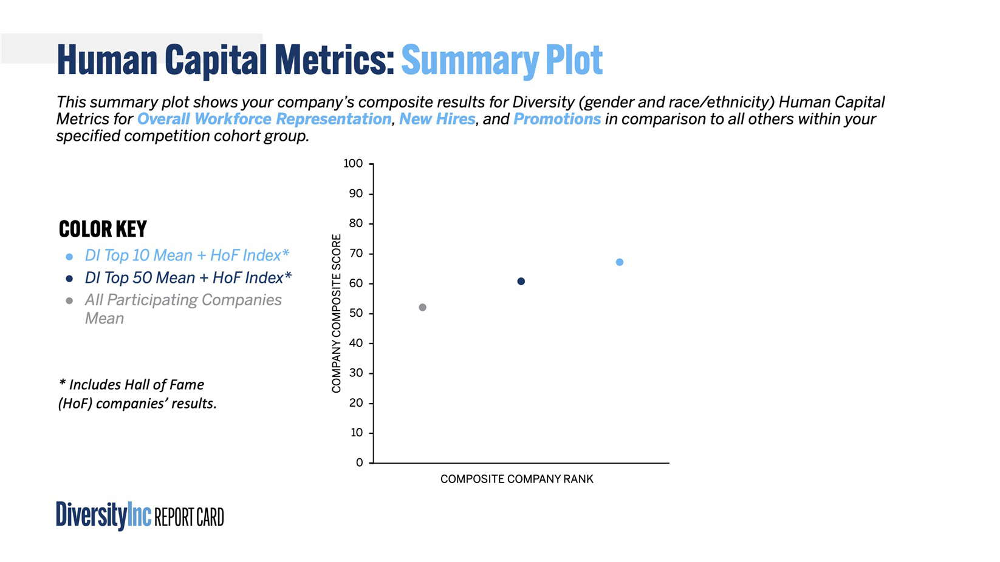 Human Capital Metrics: Summary Plot
This summary plot shows your company’s composite results for Diversity (gender and race/ethnicity) Human Capital
Metrics for Overall Workforce Representation, New Hires, and Promotions in comparison to all others within your
specified competition cohort group.
COLOR KEY
• DI Top 10 Mean + HoF Index*
• DI Top 50 Mean + HoF Index*
• All Participating Companies
Mean
* Includes Hall of Fame
(HoF) companies’ results.
COMPANY COMPOSITE SCORE
100
90
80
70
60
50
40
30
20
10
0
COMPOSITE COMPANY RANK
DiversityInc REPORT CARD